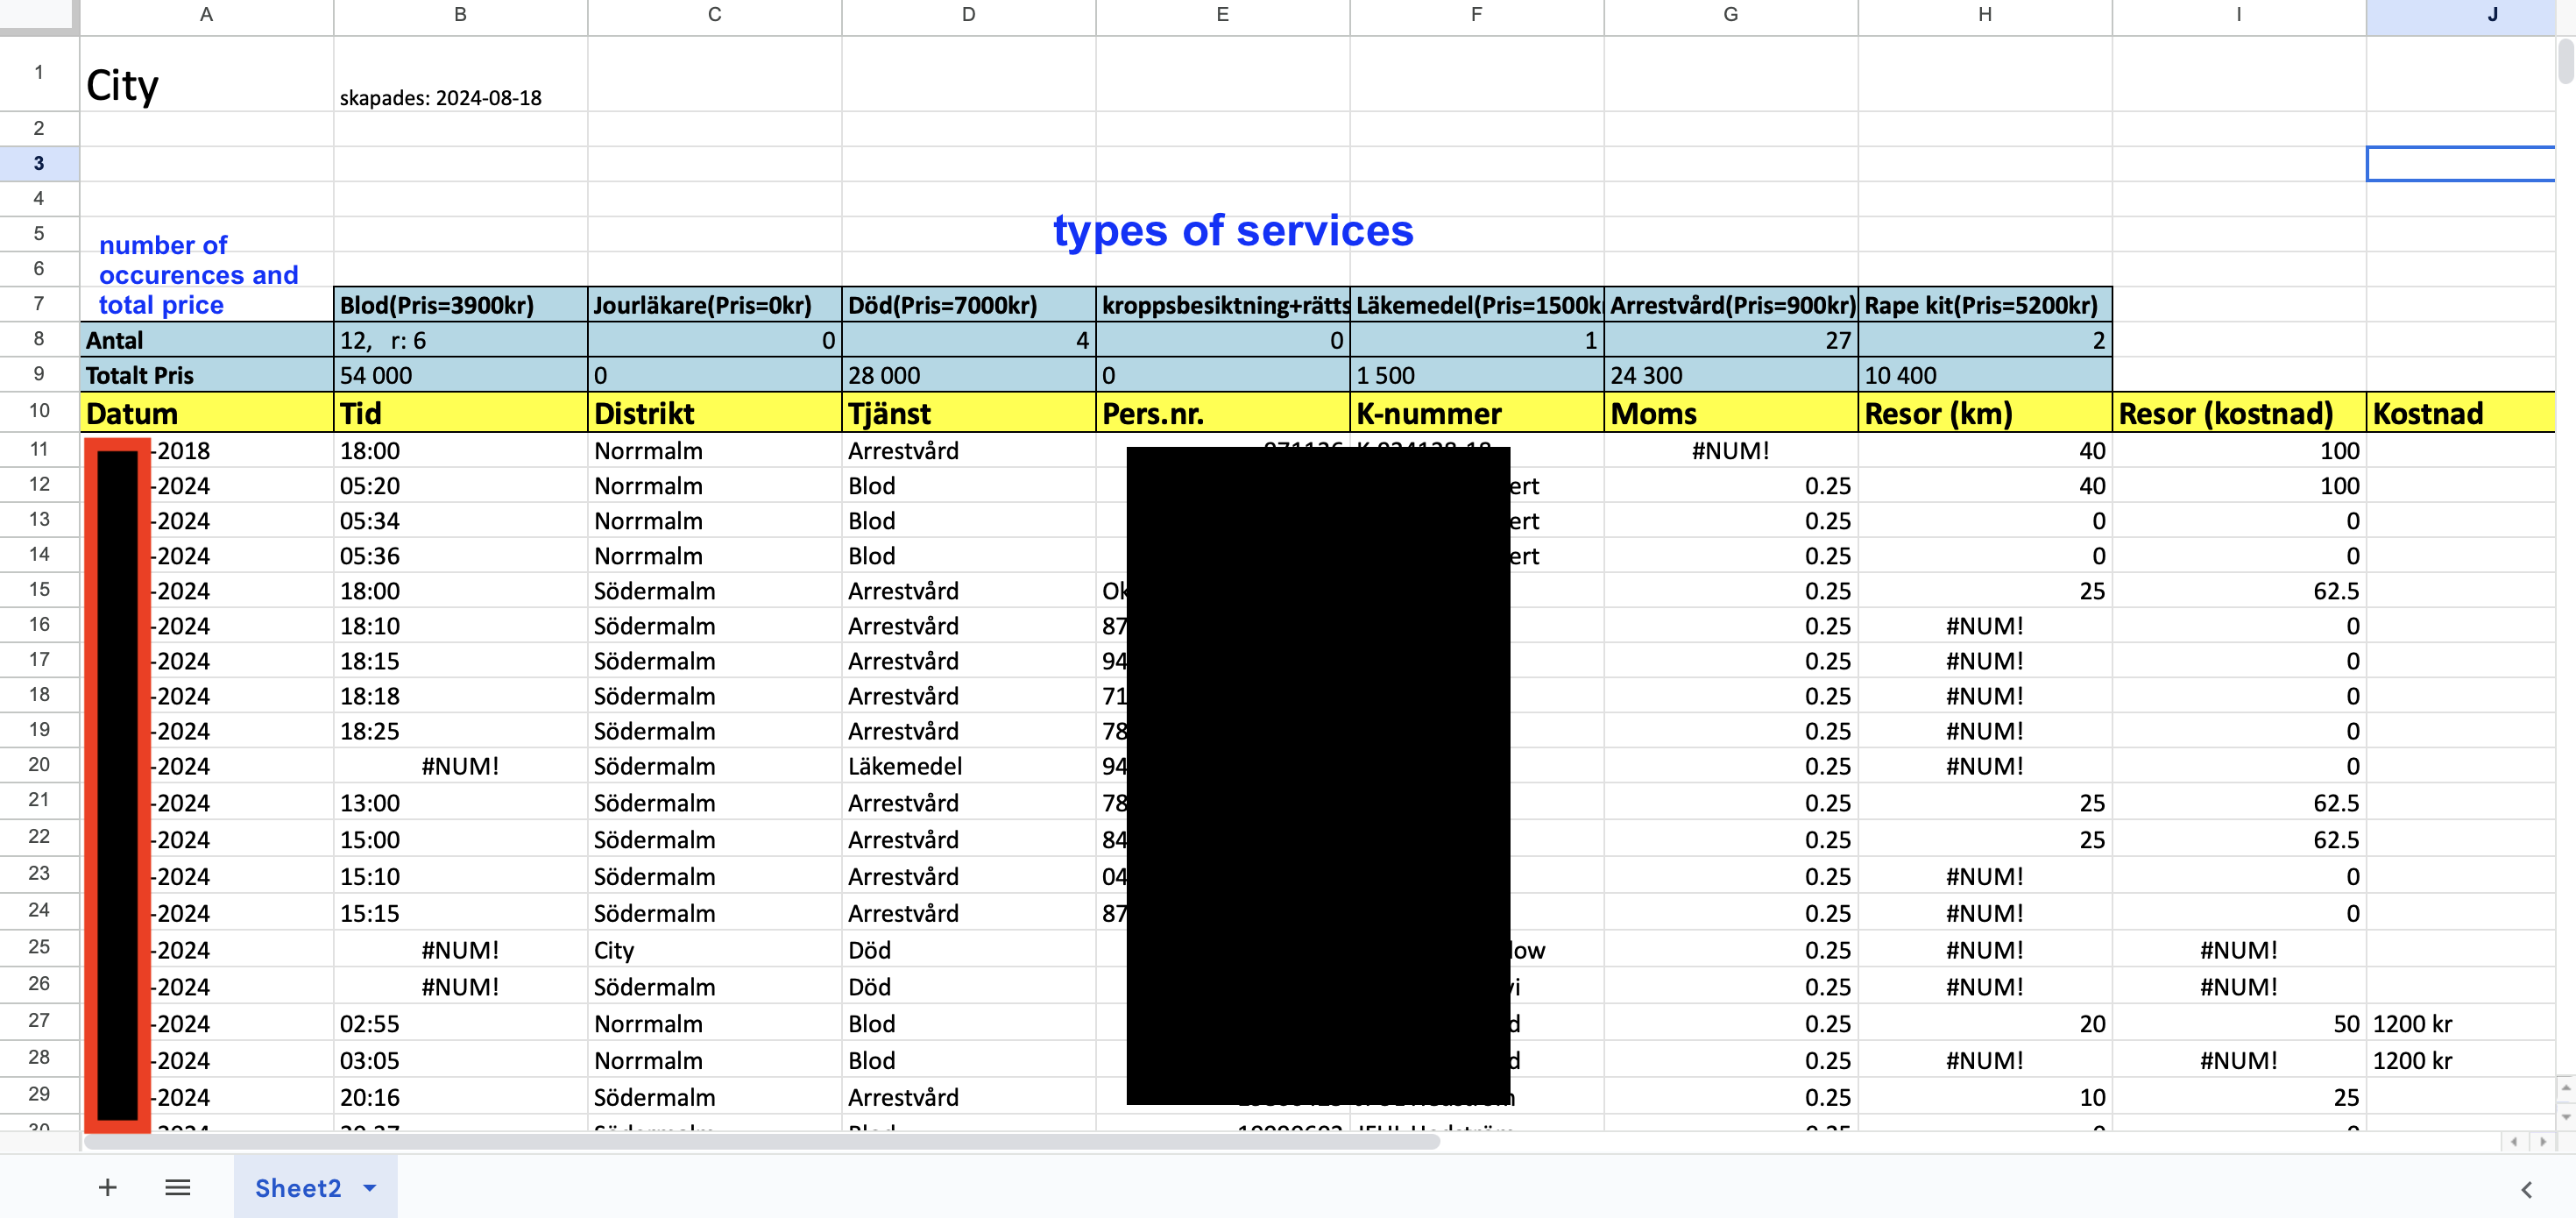 A B C D E F G H I J
1 City skapades: 2024-08-18
2
3
4
types of services
5
6
number of
occurences and
total price
7 Blod(Pris=3900kr) Jourläkare(Pris=0kr) Död(Pris=7000kr) kroppsbesiktning+rätts Läkemedel(Pris=1500k Arrestvård(Pris=900kr) Rape kit(Pris=5200kr)
8 Antal 12, r: 6 0 4 0 1 27 2
9 Totalt Pris 54 000 0 28 000 0 1 500 24 300 10 400
10 Datum Tid Distrikt Tjänst Pers.nr. K-nummer Moms Resor (km) Resor (kostnad) Kostnad
11 -2018 18:00 Norrmalm Arrestvård #NUM! 40 100
12 -2024 05:20 Norrmalm Blod ert 0.25 40 100
13 -2024 05:34 Norrmalm Blod ert 0.25 0 0
14 -2024 05:36 Norrmalm Blod ert 0.25 0 0
15 -2024 18:00 Södermalm Arrestvård Ok 0.25 25 62.5
16 -2024 18:10 Södermalm Arrestvård 87 0.25 #NUM! 0
17 -2024 18:15 Södermalm Arrestvård 94 0.25 #NUM! 0
18 -2024 18:18 Södermalm Arrestvård 71 0.25 #NUM! 0
19 -2024 18:25 Södermalm Arrestvård 78 0.25 #NUM! 0
20 -2024 #NUM! Södermalm Läkemedel 94 0.25 #NUM! 0
21 -2024 13:00 Södermalm Arrestvård 78 0.25 25 62.5
22 -2024 15:00 Södermalm Arrestvård 84 0.25 25 62.5
23 -2024 15:10 Södermalm Arrestvård 04 0.25 #NUM! 0
24 -2024 15:15 Södermalm Arrestvård 87 0.25 #NUM! 0
25 -2024 #NUM! City Död low 0.25 #NUM! #NUM!
26 -2024 #NUM! Södermalm Död vi 0.25 #NUM! #NUM!
27 -2024 02:55 Norrmalm Blod d 0.25 20 50 1200 kr
28 -2024 03:05 Norrmalm Blod d 0.25 #NUM! #NUM! 1200 kr
29 -2024 20:16 Södermalm Arrestvård 0.25 10 25
Sheet2